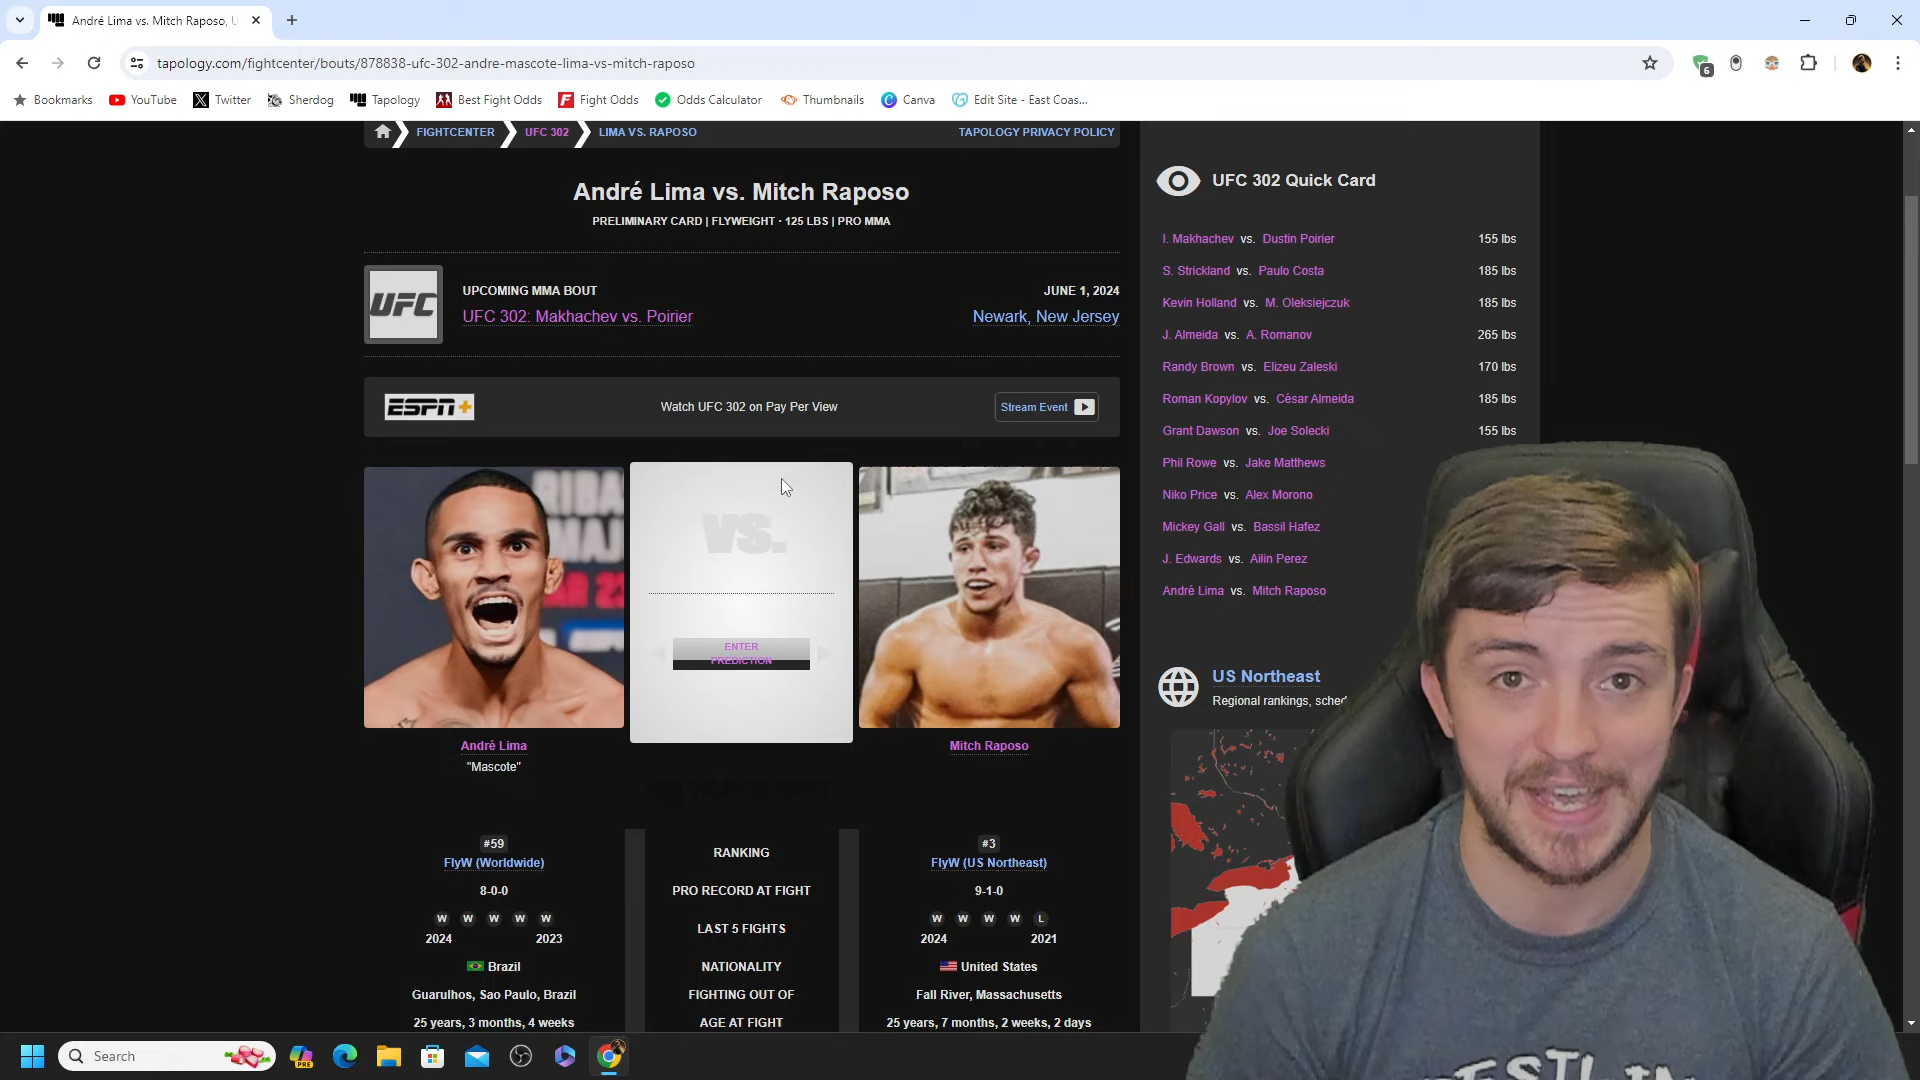 André Lima vs. Mitch Raposo, U
tapology.com/fightcenter/bouts/878838-ufc-302-andre-mascote-lima-vs-mitch-raposo
6
Bookmarks YouTube Twitter Sherdog Tapology Best Fight Odds Fight Odds Odds Calculator Thumbnails Canva Edit Site - East Coas...
FIGHTCENTER UFC 302 LIMA VS. RAPOSO TAPOLOGY PRIVACY POLICY
André Lima vs. Mitch Raposo
PRELIMINARY CARD | FLYWEIGHT · 125 LBS | PRO MMA
UFC
UPCOMING MMA BOUT JUNE 1, 2024
UFC 302: Makhachev vs. Poirier Newark, New Jersey
ESPN+ Watch UFC 302 on Pay Per View Stream Event
VS.
ENTER
PREDICTION
André Lima Mitch Raposo
"Mascote"
#59 RANKING #3
FlyW (Worldwide) FlyW (US Northeast)
8-0-0 PRO RECORD AT FIGHT 9-1-0
W W W W W LAST 5 FIGHTS W W W W L
2024 2023 2024 2021
Brazil NATIONALITY United States
Guarulhos, Sao Paulo, Brazil FIGHTING OUT OF Fall River, Massachusetts
25 years, 3 months, 4 weeks AGE AT FIGHT 25 years, 7 months, 2 weeks, 2 days
UFC 302 Quick Card
I. Makhachev vs. Dustin Poirier 155 lbs
S. Strickland vs. Paulo Costa 185 lbs
Kevin Holland vs. M. Oleksiejczuk 185 lbs
J. Almeida vs. A. Romanov 265 lbs
Randy Brown vs. Elizeu Zaleski 170 lbs
Roman Kopylov vs. César Almeida 185 lbs
Grant Dawson vs. Joe Solecki 155 lbs
Phil Rowe vs. Jake Matthews
Niko Price vs. Alex Morono
Mickey Gall vs. Bassil Hafez
J. Edwards vs. Ailin Perez
André Lima vs. Mitch Raposo
US Northeast
Regional rankings, sche
Search
PRE